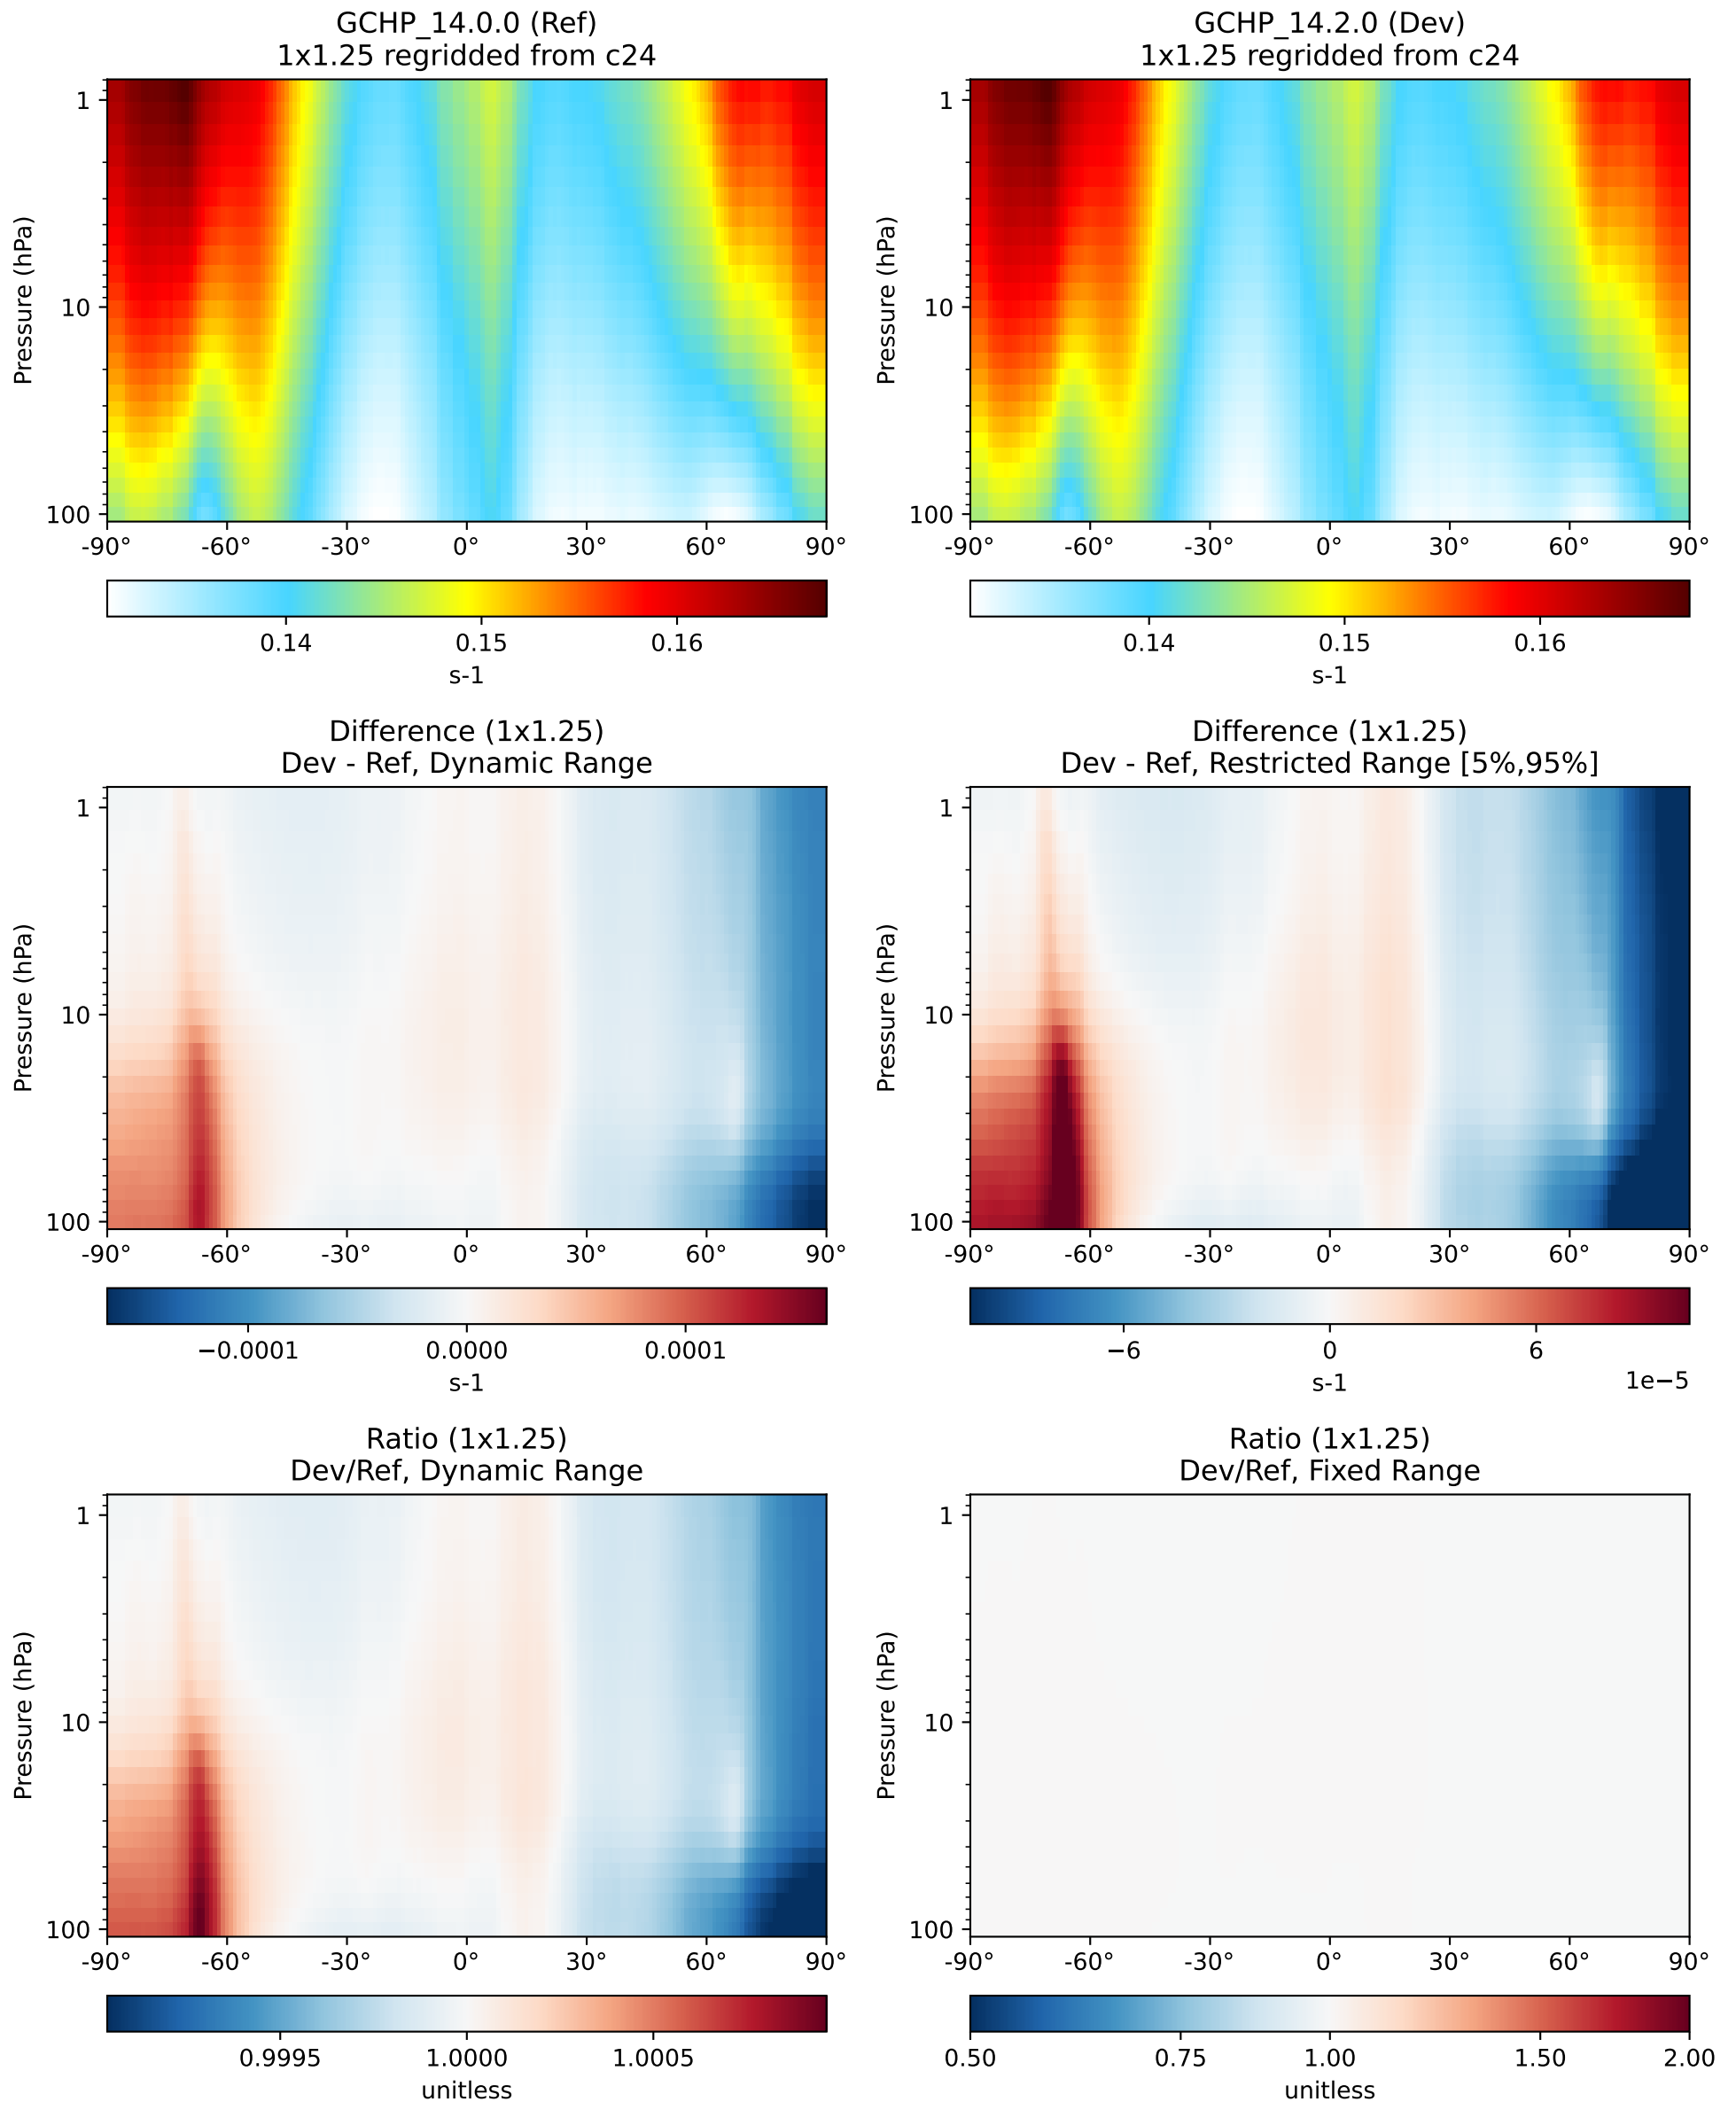 GCHP_14.0.0 (Ref)
1x1.25 regridded from c24
Pressure (hPa)
1
10
100
-90° -60° -30° 0° 30° 60° 90°
0.14 0.15 0.16
s-1
GCHP_14.2.0 (Dev)
1x1.25 regridded from c24
Pressure (hPa)
1
10
100
-90° -60° -30° 0° 30° 60° 90°
0.14 0.15 0.16
s-1
Difference (1x1.25)
Dev - Ref, Dynamic Range
Pressure (hPa)
1
10
100
-90° -60° -30° 0° 30° 60° 90°
−0.0001 0.0000 0.0001
s-1
Difference (1x1.25)
Dev - Ref, Restricted Range [5%,95%]
Pressure (hPa)
1
10
100
-90° -60° -30° 0° 30° 60° 90°
−6 0 6
s-1
1e−5
Ratio (1x1.25)
Dev/Ref, Dynamic Range
Pressure (hPa)
1
10
100
-90° -60° -30° 0° 30° 60° 90°
0.9995 1.0000 1.0005
unitless
Ratio (1x1.25)
Dev/Ref, Fixed Range
Pressure (hPa)
1
10
100
-90° -60° -30° 0° 30° 60° 90°
0.50 0.75 1.00 1.50 2.00
unitless